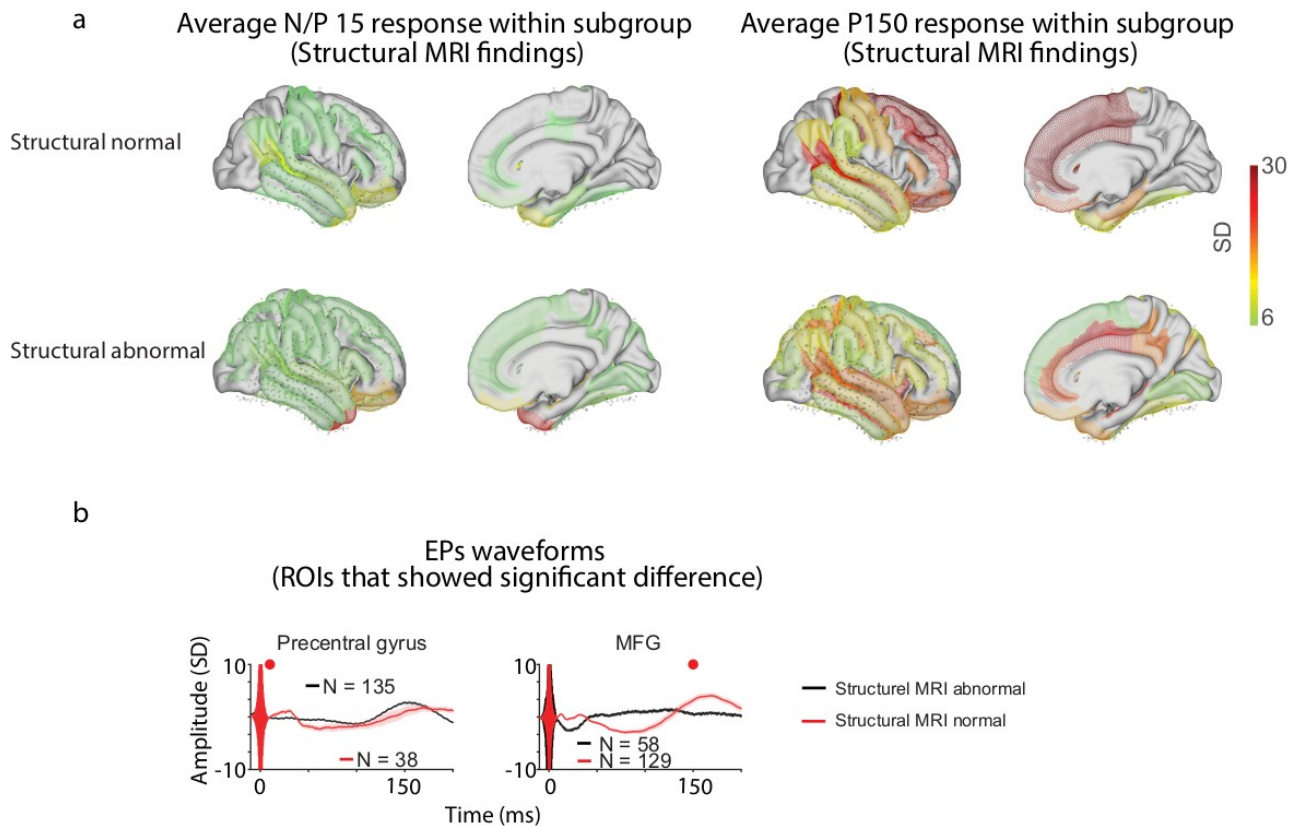 a
Average N/P 15 response within subgroup
(Structural MRI findings)
Average P150 response within subgroup
(Structural MRI findings)
Structural normal
Structural abnormal
30
SD
6
b
EPs waveforms
(ROIs that showed significant difference)
Precentral gyrus
MFG
Amplitude (SD)
10
-10
N = 135
N = 38
0
150
10
-10
N = 58
N = 129
0
150
Time (ms)
Structurel MRI abnormal
Structural MRI normal